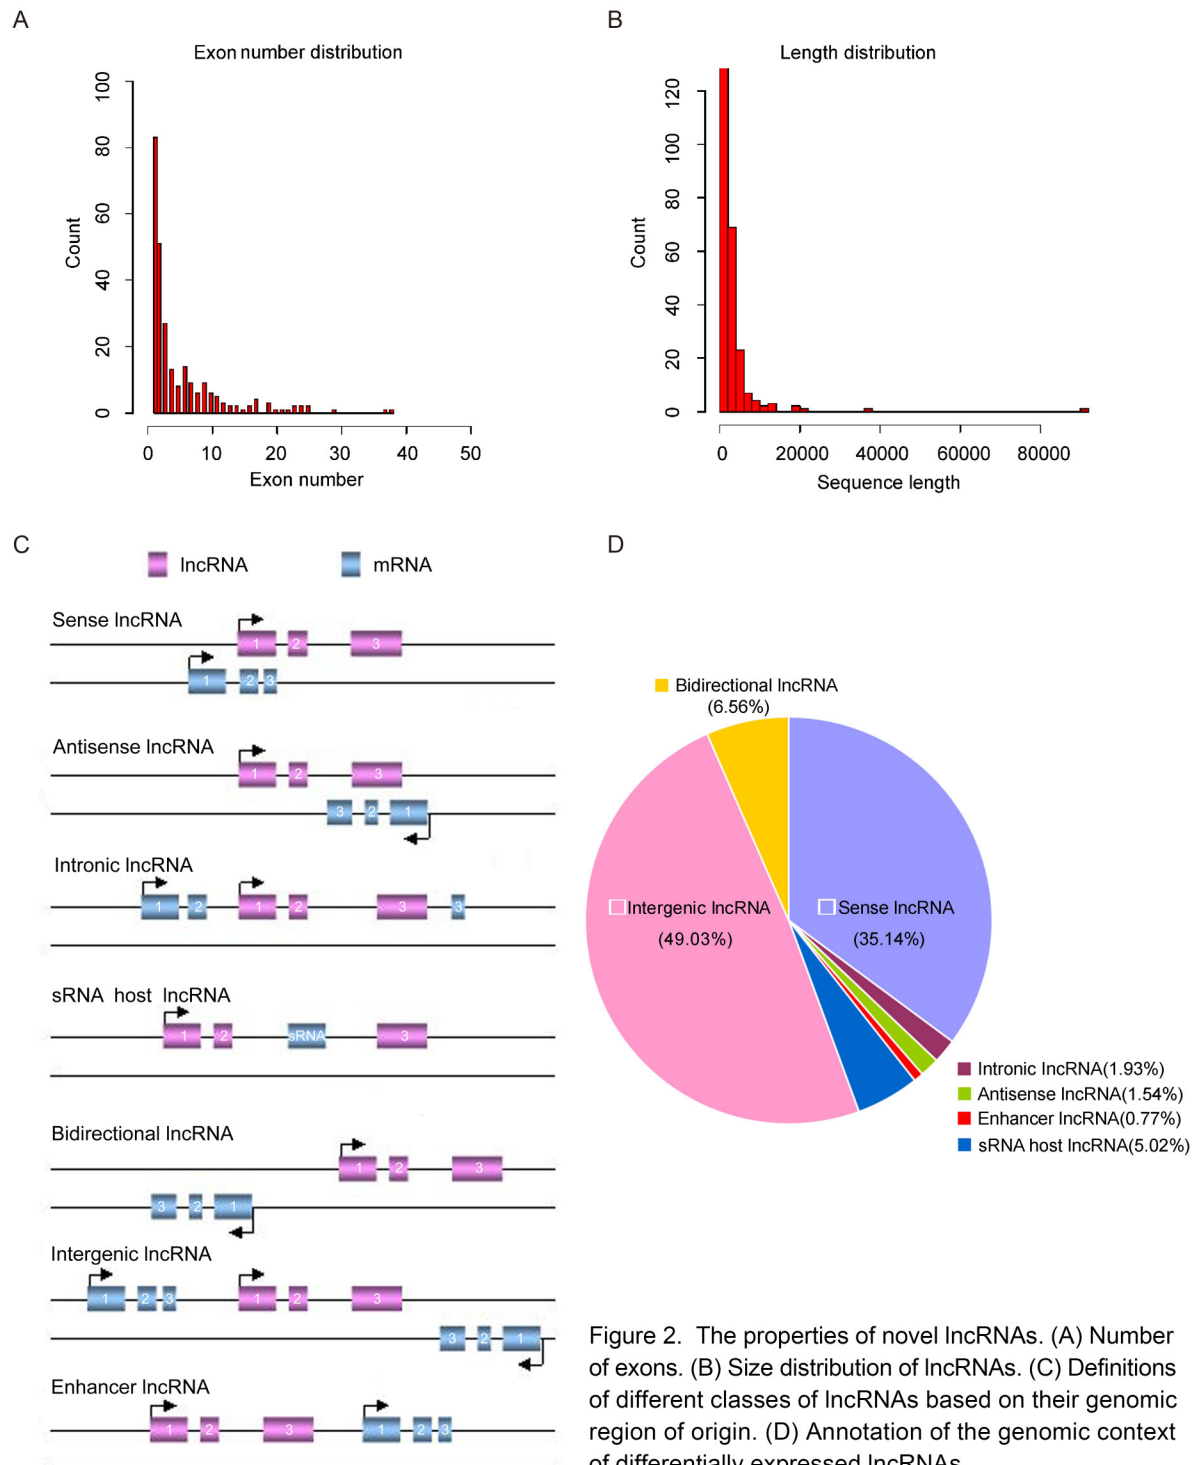 A
Exon number distribution
100
80
60
40
20
0
Count
0 10 20 30 40 50
Exon number
B
Length distribution
120
100
80
60
40
20
0
Count
0 20000 40000 60000 80000
Sequence length
C
lncRNA mRNA
Sense lncRNA
1 2 3
1 2 3
Antisense lncRNA
1 2 3
3 2 1
Intronic lncRNA
1 2 1 2 3 3
sRNA host lncRNA
1 2 sRNA 3
Bidirectional lncRNA
1 2 3
3 2 1
Intergenic lncRNA
1 2 3 1 2 3
3 2 1
Enhancer lncRNA
1 2 3 1 2 3
D
Bidirectional lncRNA
(6.56%)
Intergenic lncRNA
(49.03%)
Sense lncRNA
(35.14%)
Intronic lncRNA(1.93%)
Antisense lncRNA(1.54%)
Enhancer lncRNA(0.77%)
sRNA host lncRNA(5.02%)
Figure 2. The properties of novel lncRNAs. (A) Number
of exons. (B) Size distribution of lncRNAs. (C) Definitions
of different classes of lncRNAs based on their genomic
region of origin. (D) Annotation of the genomic context
of differentially expressed lncRNAs